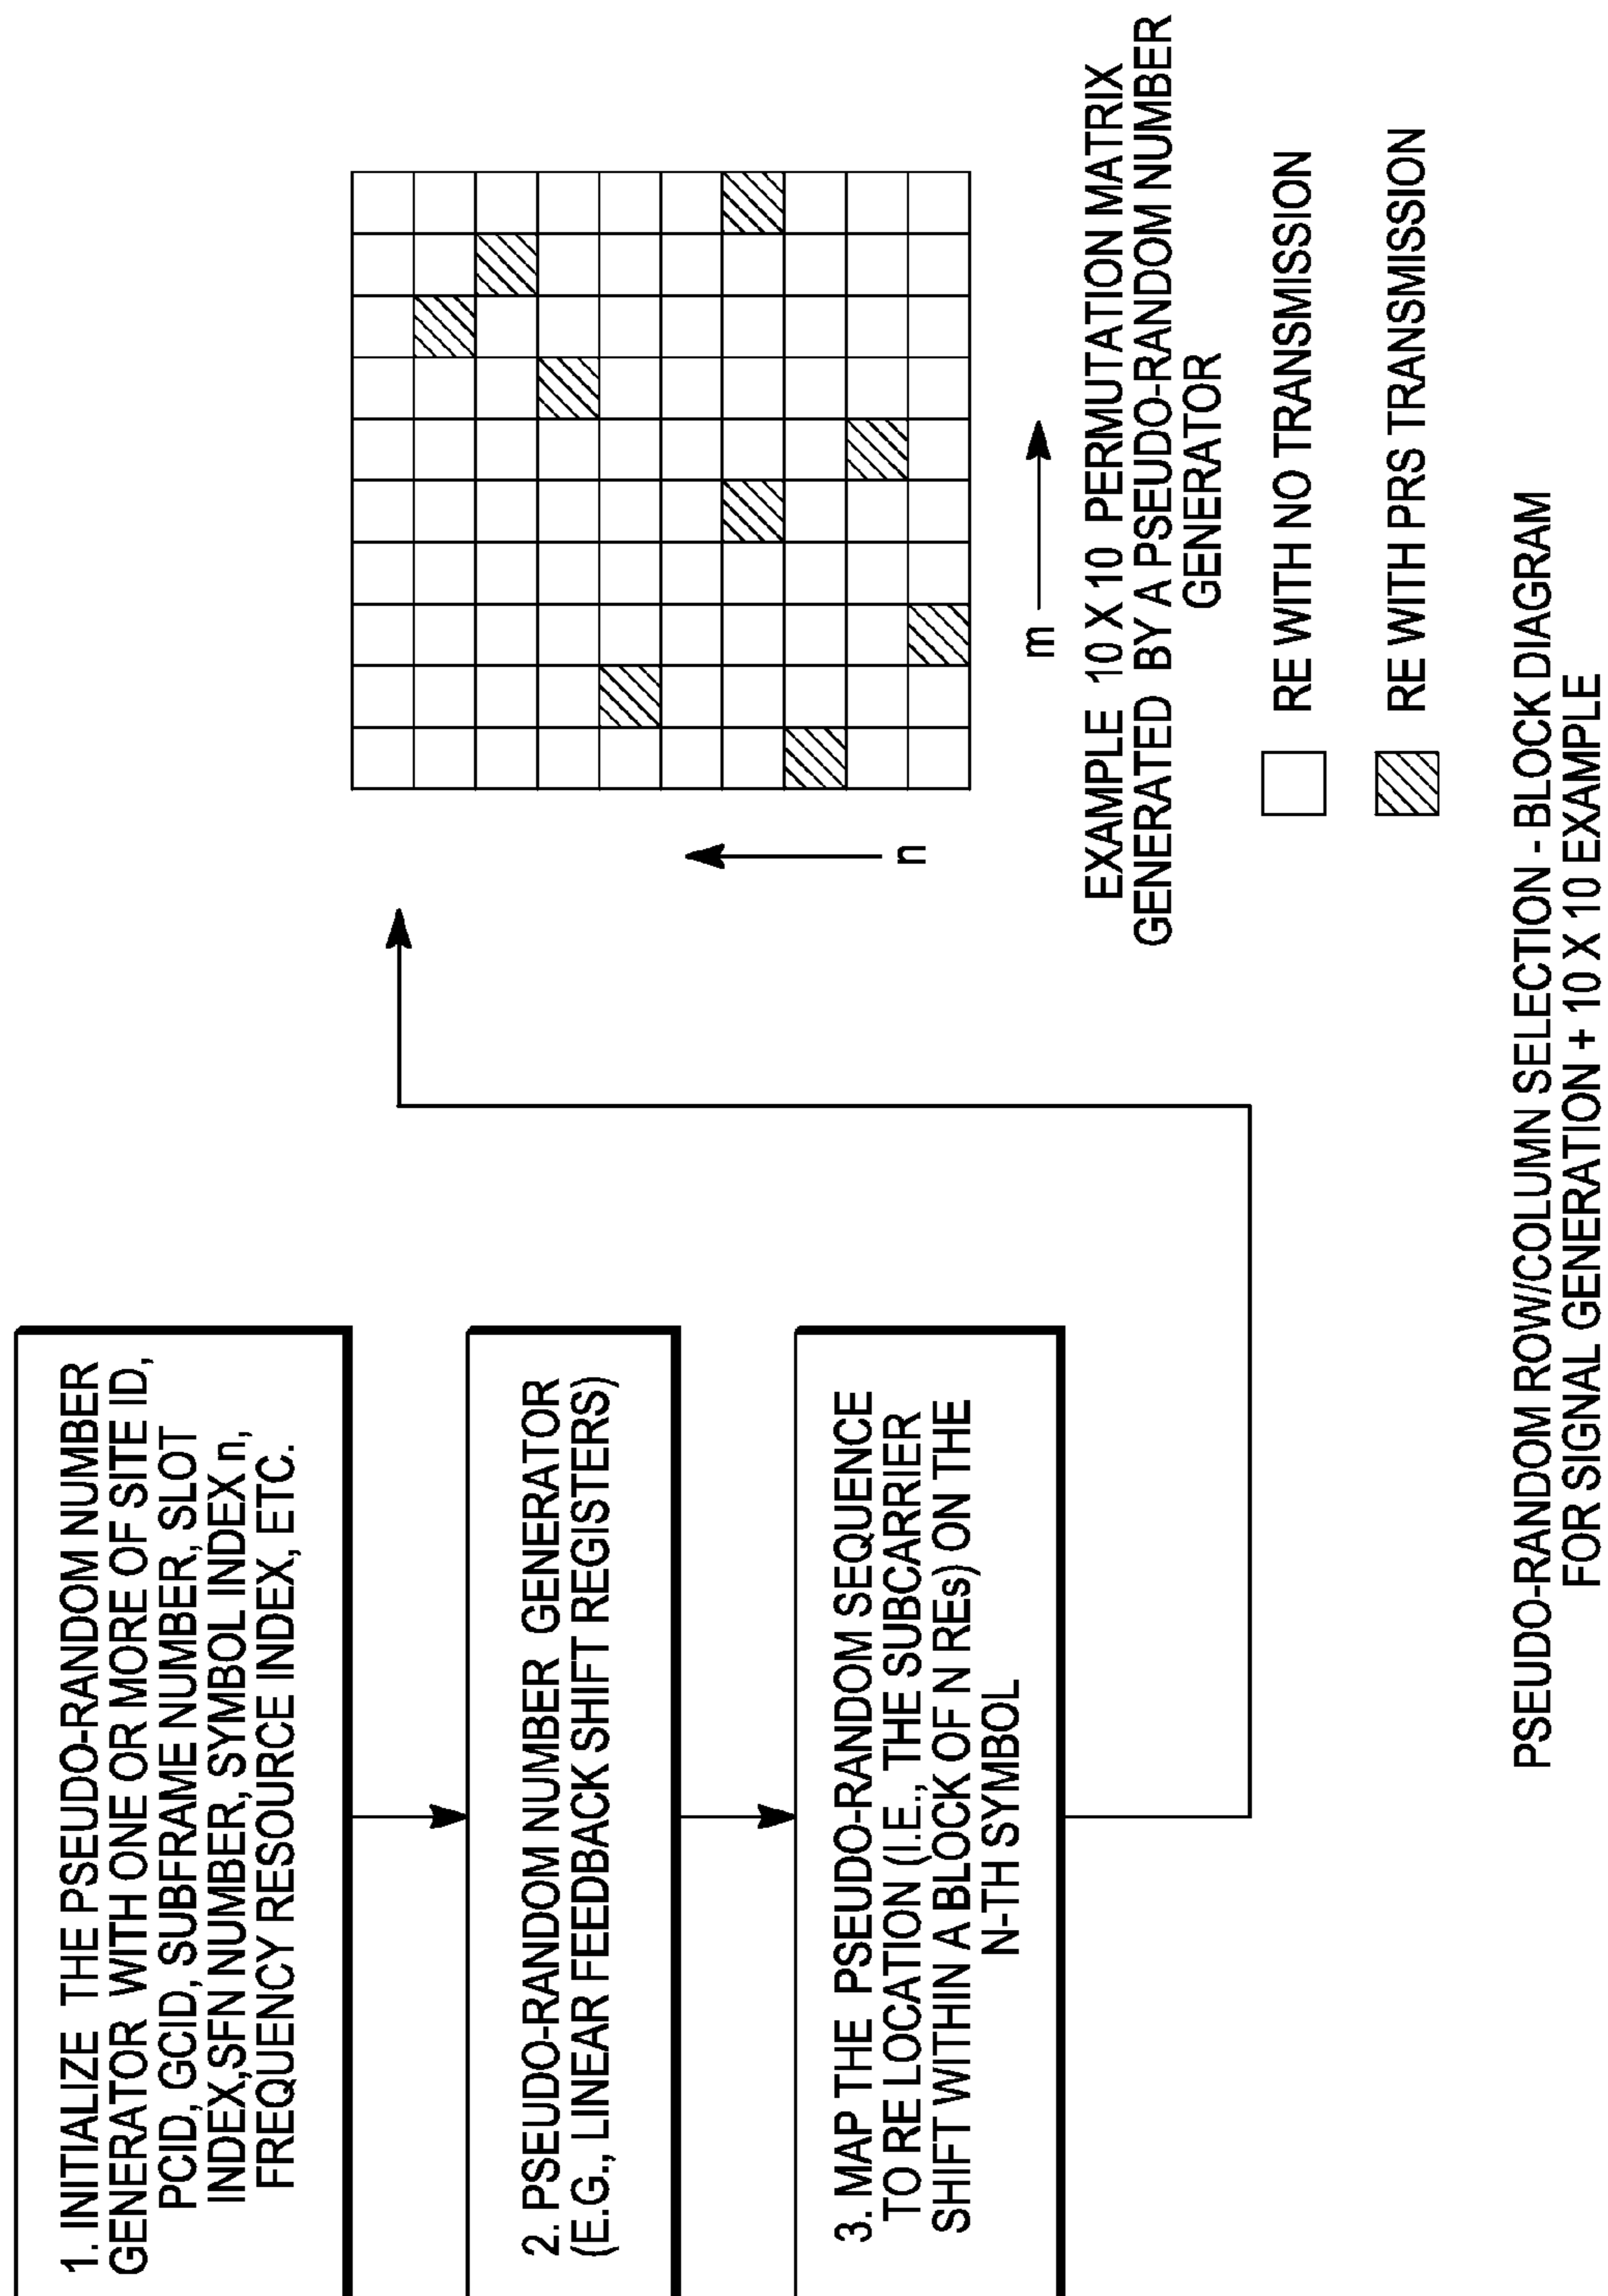 1. INITIALIZE THE PSEUDO-RANDOM NUMBER
GENERATOR WITH ONE OR MORE OF SITE ID,
PCID, GCID, SUBFRAME NUMBER, SLOT
INDEX,SFN NUMBER, SYMBOL INDEX n,
FREQUENCY RESOURCE INDEX, ETC.
2. PSEUDO-RANDOM NUMBER GENERATOR
(E.G., LINEAR FEEDBACK SHIFT REGISTERS)
3. MAP THE PSEUDO-RANDOM SEQUENCE
TO RE LOCATION (I.E., THE SUBCARRIER
SHIFT WITHIN A BLOCK OF N REs) ON THE
N-TH SYMBOL
n
m
EXAMPLE 10 X 10 PERMUTATION MATRIX
GENERATED BY A PSEUDO-RANDOM NUMBER
GENERATOR
RE WITH NO TRANSMISSION
RE WITH PRS TRANSMISSION
PSEUDO-RANDOM ROW/COLUMN SELECTION - BLOCK DIAGRAM
FOR SIGNAL GENERATION + 10 X 10 EXAMPLE